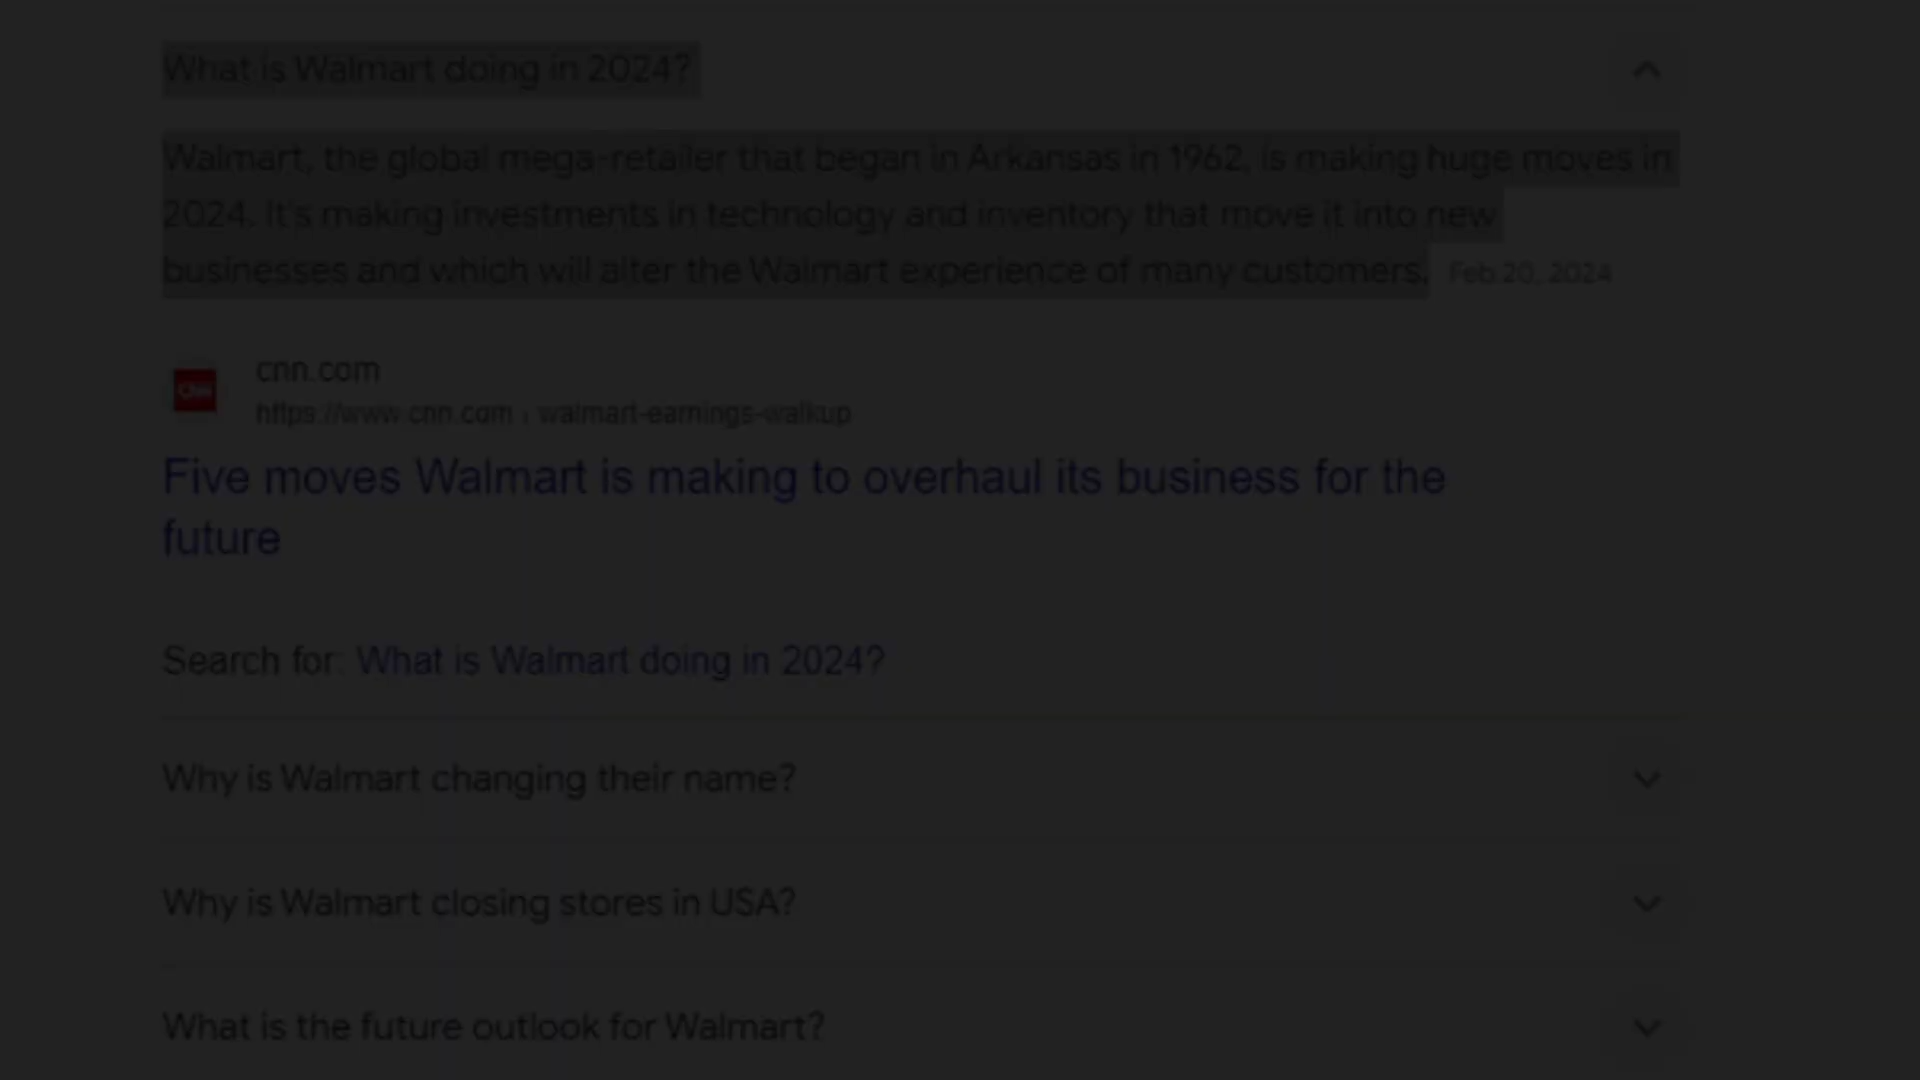 What is Walmart doing in 2024?
Walmart, the global mega-retailer that began in Arkansas in 1962, is making huge moves in
2024. It's making investments in technology and inventory that move it into new
businesses and which will alter the Walmart experience of many customers. Feb 20, 2024
CNN
cnn.com
https://www.cnn.com › walmart-earnings-walkup
Five moves Walmart is making to overhaul its business for the
future
Search for: What is Walmart doing in 2024?
Why is Walmart changing their name?
Why is Walmart closing stores in USA?
What is the future outlook for Walmart?